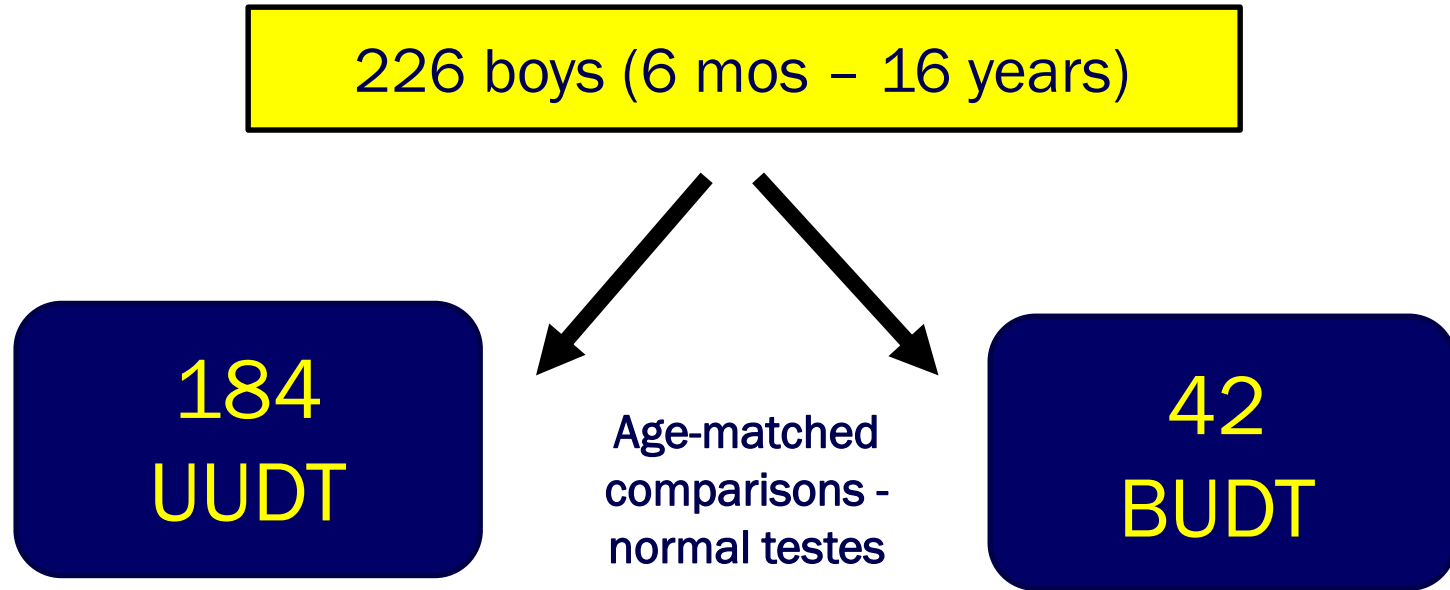 226 boys (6 mos – 16 years)
184
UUDT
Age-matched
comparisons -
normal testes
42
BUDT